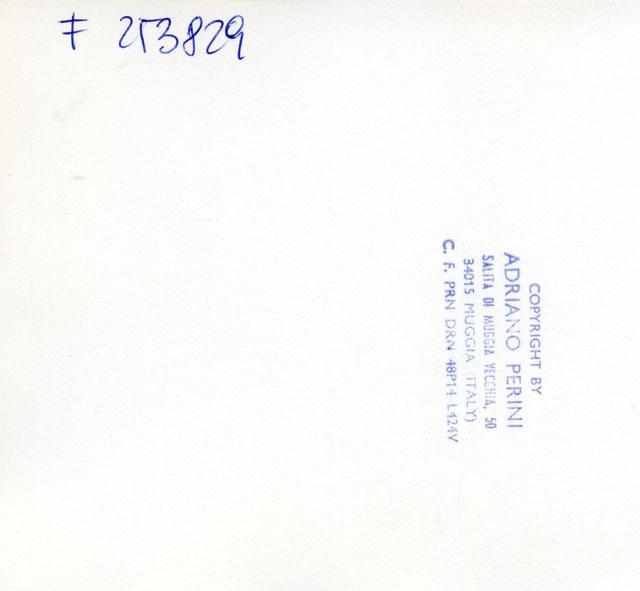 F 253829
COPYRIGHT BY
ADRIANO PERINI
SALITA DI MUGGIA VECCHIA, 50
34015 MUGGIA (ITALY)
C. F. PRN DRN 48P14 L424V